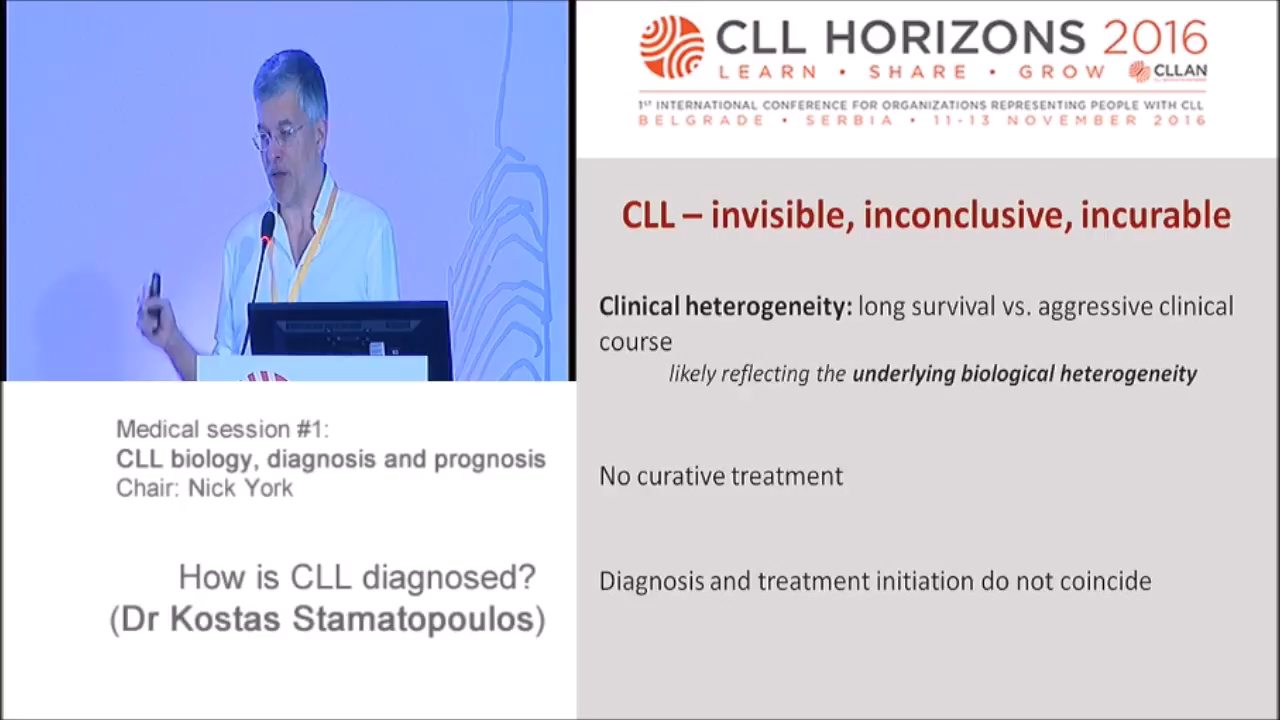 CLL HORIZONS 2016
LEARN • SHARE • GROW
CLLAN
1ST INTERNATIONAL CONFERENCE FOR ORGANIZATIONS REPRESENTING PEOPLE WITH CLL
BELGRADE • SERBIA • 11-13 NOVEMBER 2016
CLL – invisible, inconclusive, incurable
Clinical heterogeneity: long survival vs. aggressive clinical
course
likely reflecting the underlying biological heterogeneity
No curative treatment
Diagnosis and treatment initiation do not coincide
Medical session #1:
CLL biology, diagnosis and prognosis
Chair: Nick York
How is CLL diagnosed?
(Dr Kostas Stamatopoulos)